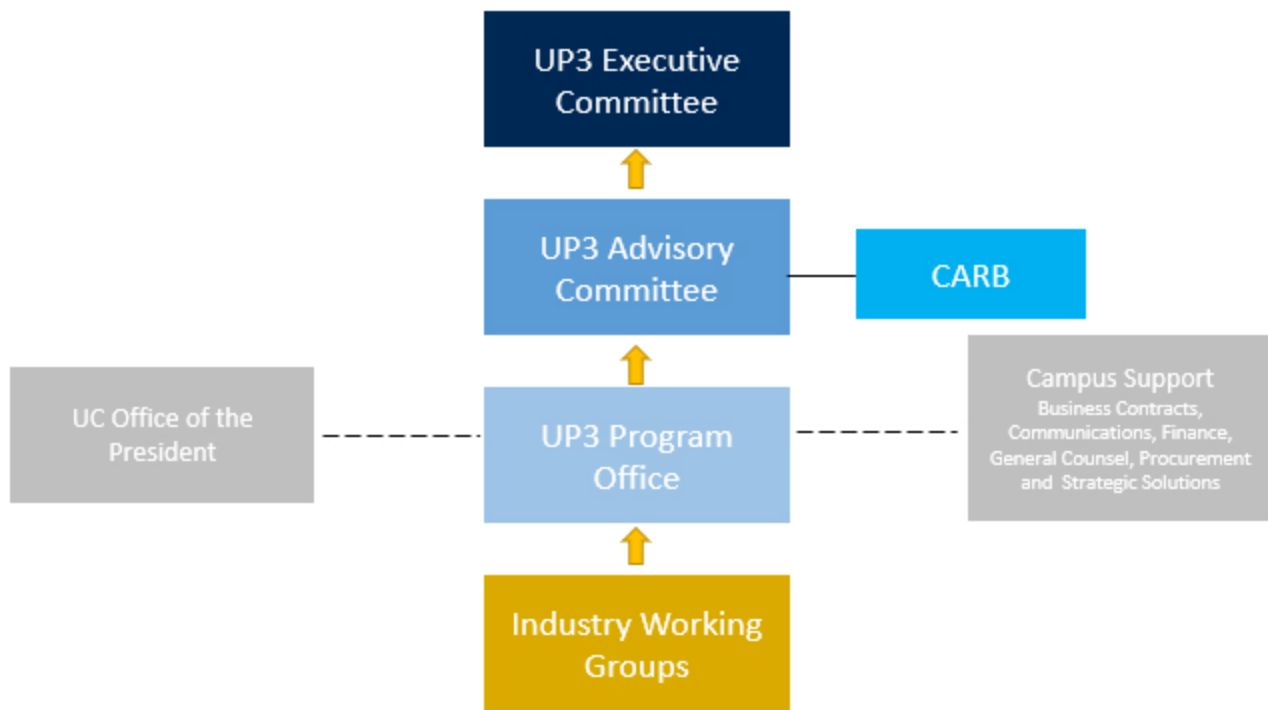 UP3 Executive
Committee
UP3 Advisory
Committee
CARB
UC Office of the
President
UP3 Program
Office
Campus Support
Business Contracts,
Communications, Finance,
General Counsel, Procurement
and Strategic Solutions
Industry Working
Groups